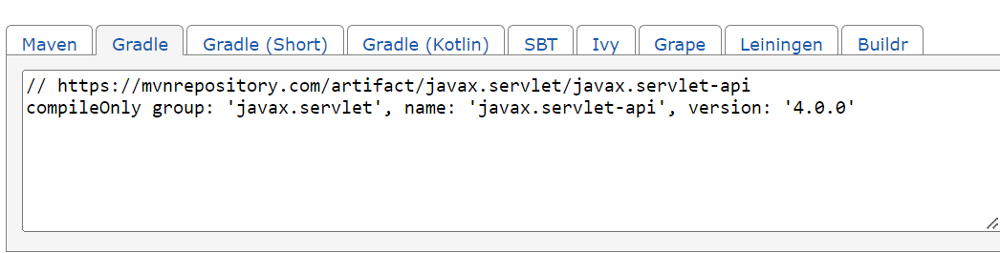 Maven Gradle Gradle (Short) Gradle (Kotlin) SBT Ivy Grape Leiningen Buildr
// https://mvnrepository.com/artifact/javax.servlet/javax.servlet-api
compileOnly group: 'javax.servlet', name: 'javax.servlet-api', version: '4.0.0'